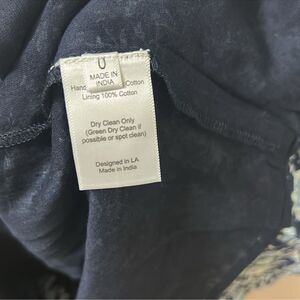 0
MADE IN
INDIA
Hand Cotton
Lining 100% Cotton
Dry Clean Only
(Green Dry Clean if
possible or spot clean)
Designed in LA
Made in India